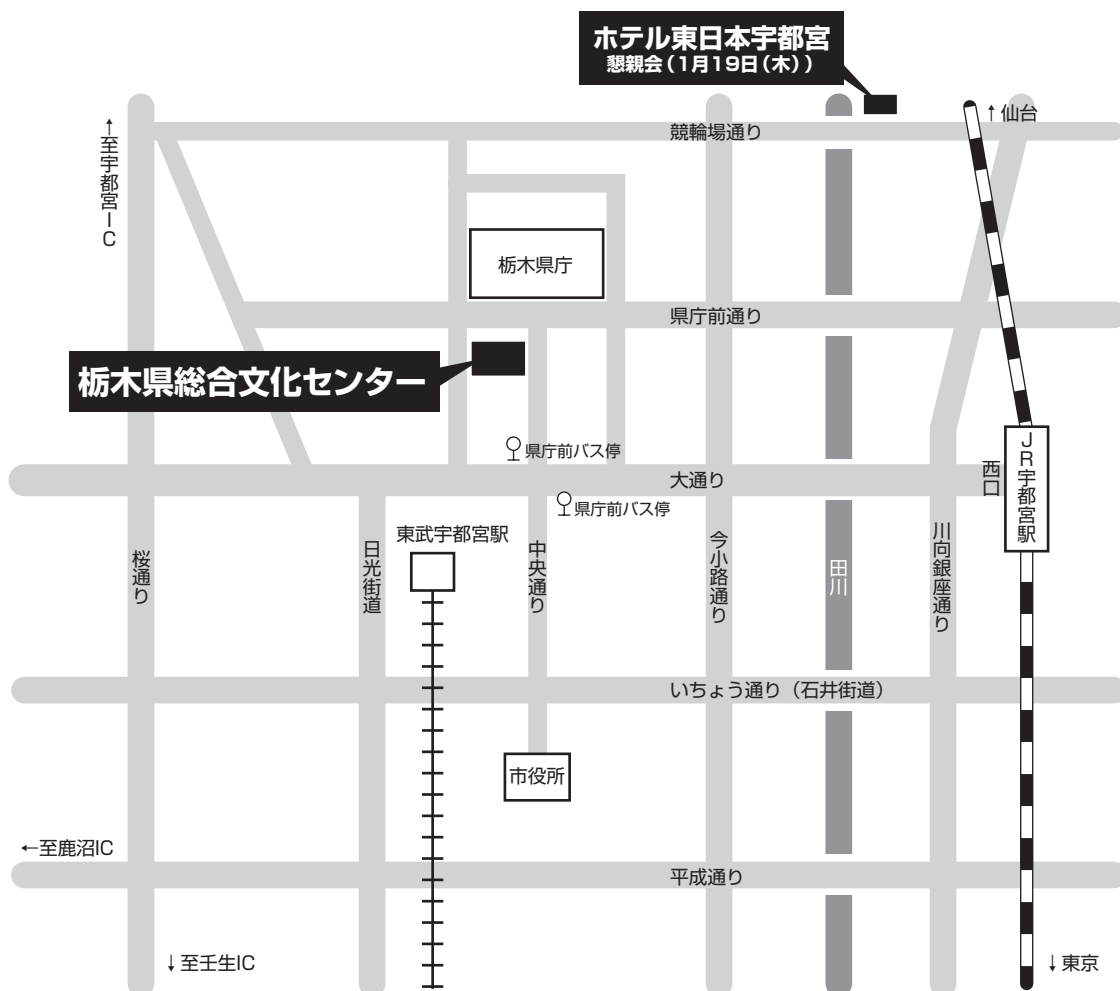 ホテル東日本宇都宮
懇親会(1月19日(木))
↑仙台
競輪場通り
↑至宇都宮IC
栃木県庁
県庁前通り
栃木県総合文化センター
県庁前バス停
大通り
西口
JR宇都宮駅
県庁前バス停
東武宇都宮駅
桜通り
日光街道
中央通り
今小路通り
田川
川向銀座通り
いちょう通り(石井街道)
市役所
←至鹿沼IC
平成通り
↓至壬生IC
↓東京